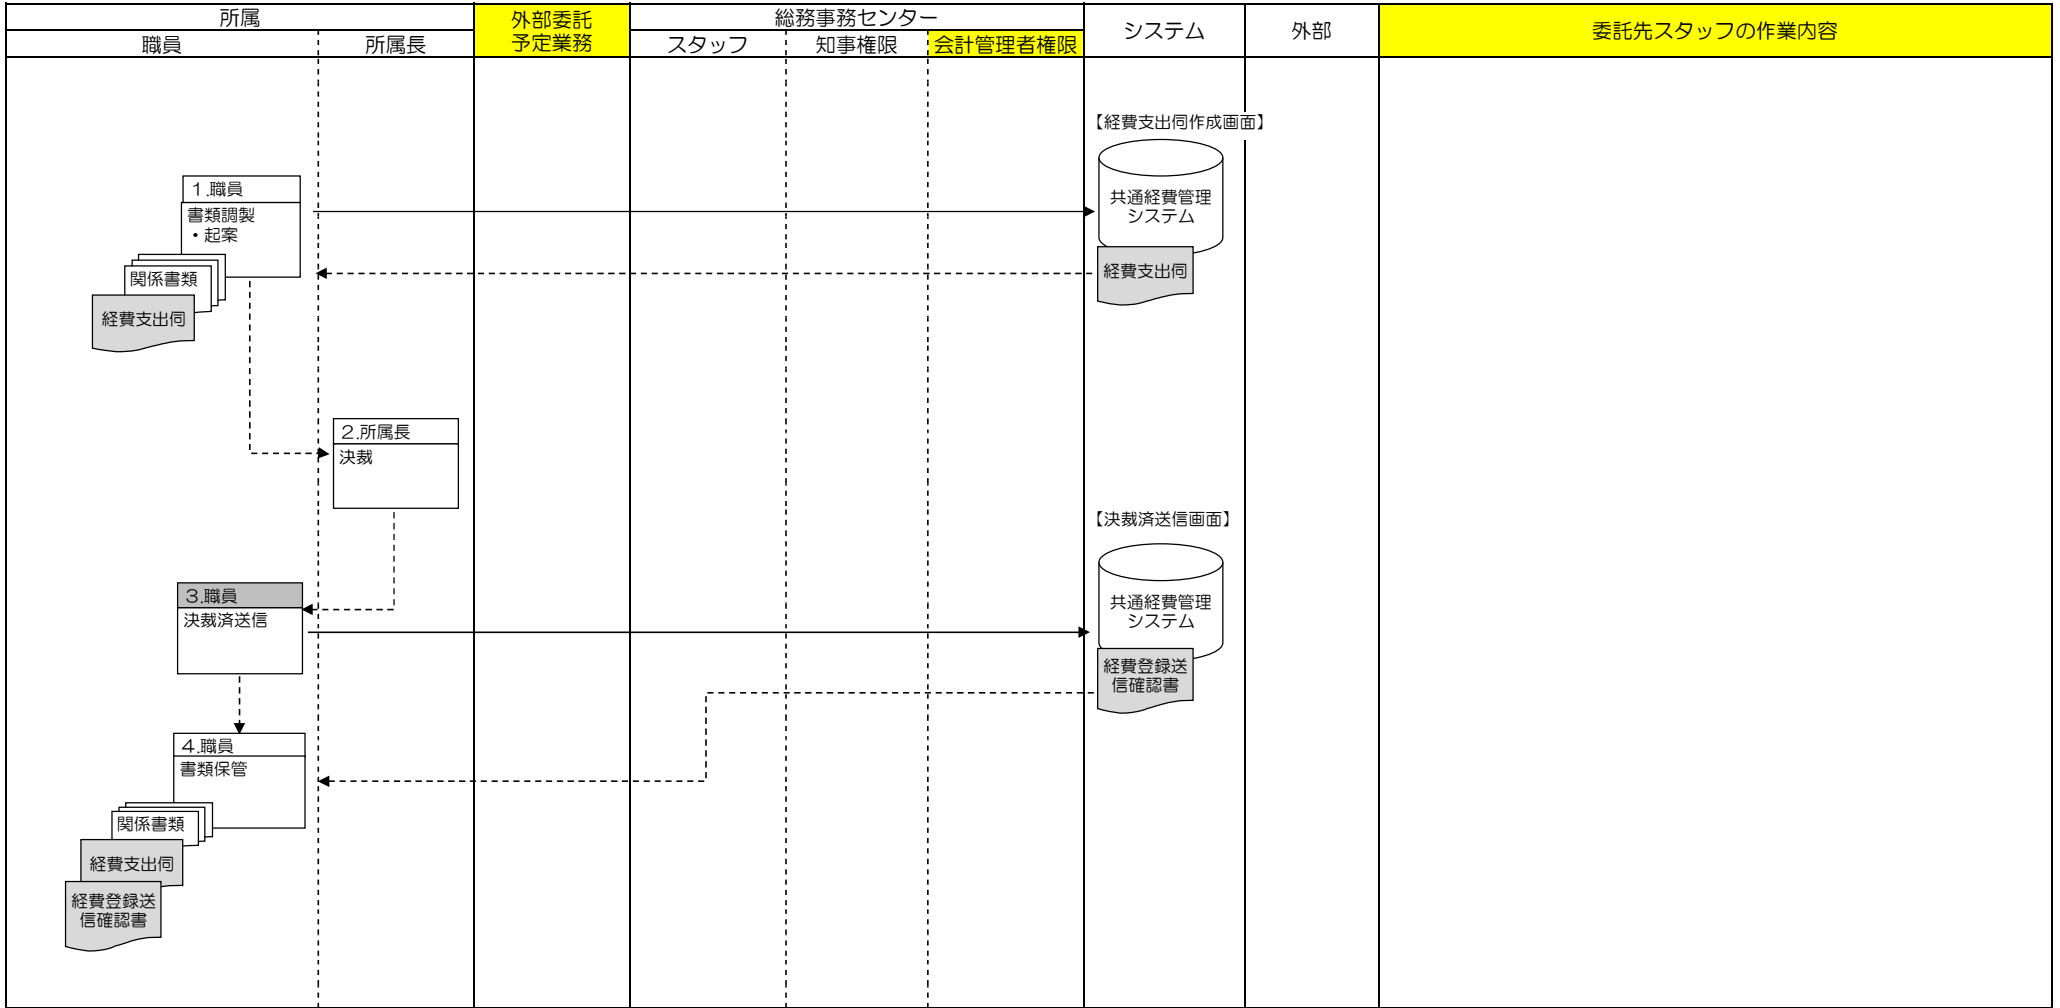 所属
外部委託
予定業務
総務事務センター
システム
外部
委託先スタッフの作業内容
職員
所属長
スタッフ
知事権限
会計管理者権限
【経費支出伺作成画面】
1.職員
書類調製
・起案
共通経費管理
システム
関係書類
経費支出伺
経費支出伺
2.所属長
決裁
【決裁済送信画面】
3.職員
決裁済送信
共通経費管理
システム
経費登録送
信確認書
4.職員
書類保管
関係書類
経費支出伺
経費登録送
信確認書